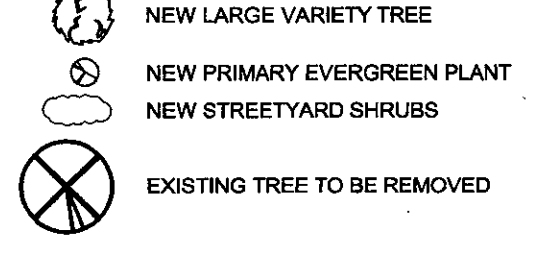 NEW LARGE VARIETY TREE
NEW PRIMARY EVERGREEN PLANT
NEW STREETYARD SHRUBS
EXISTING TREE TO BE REMOVED